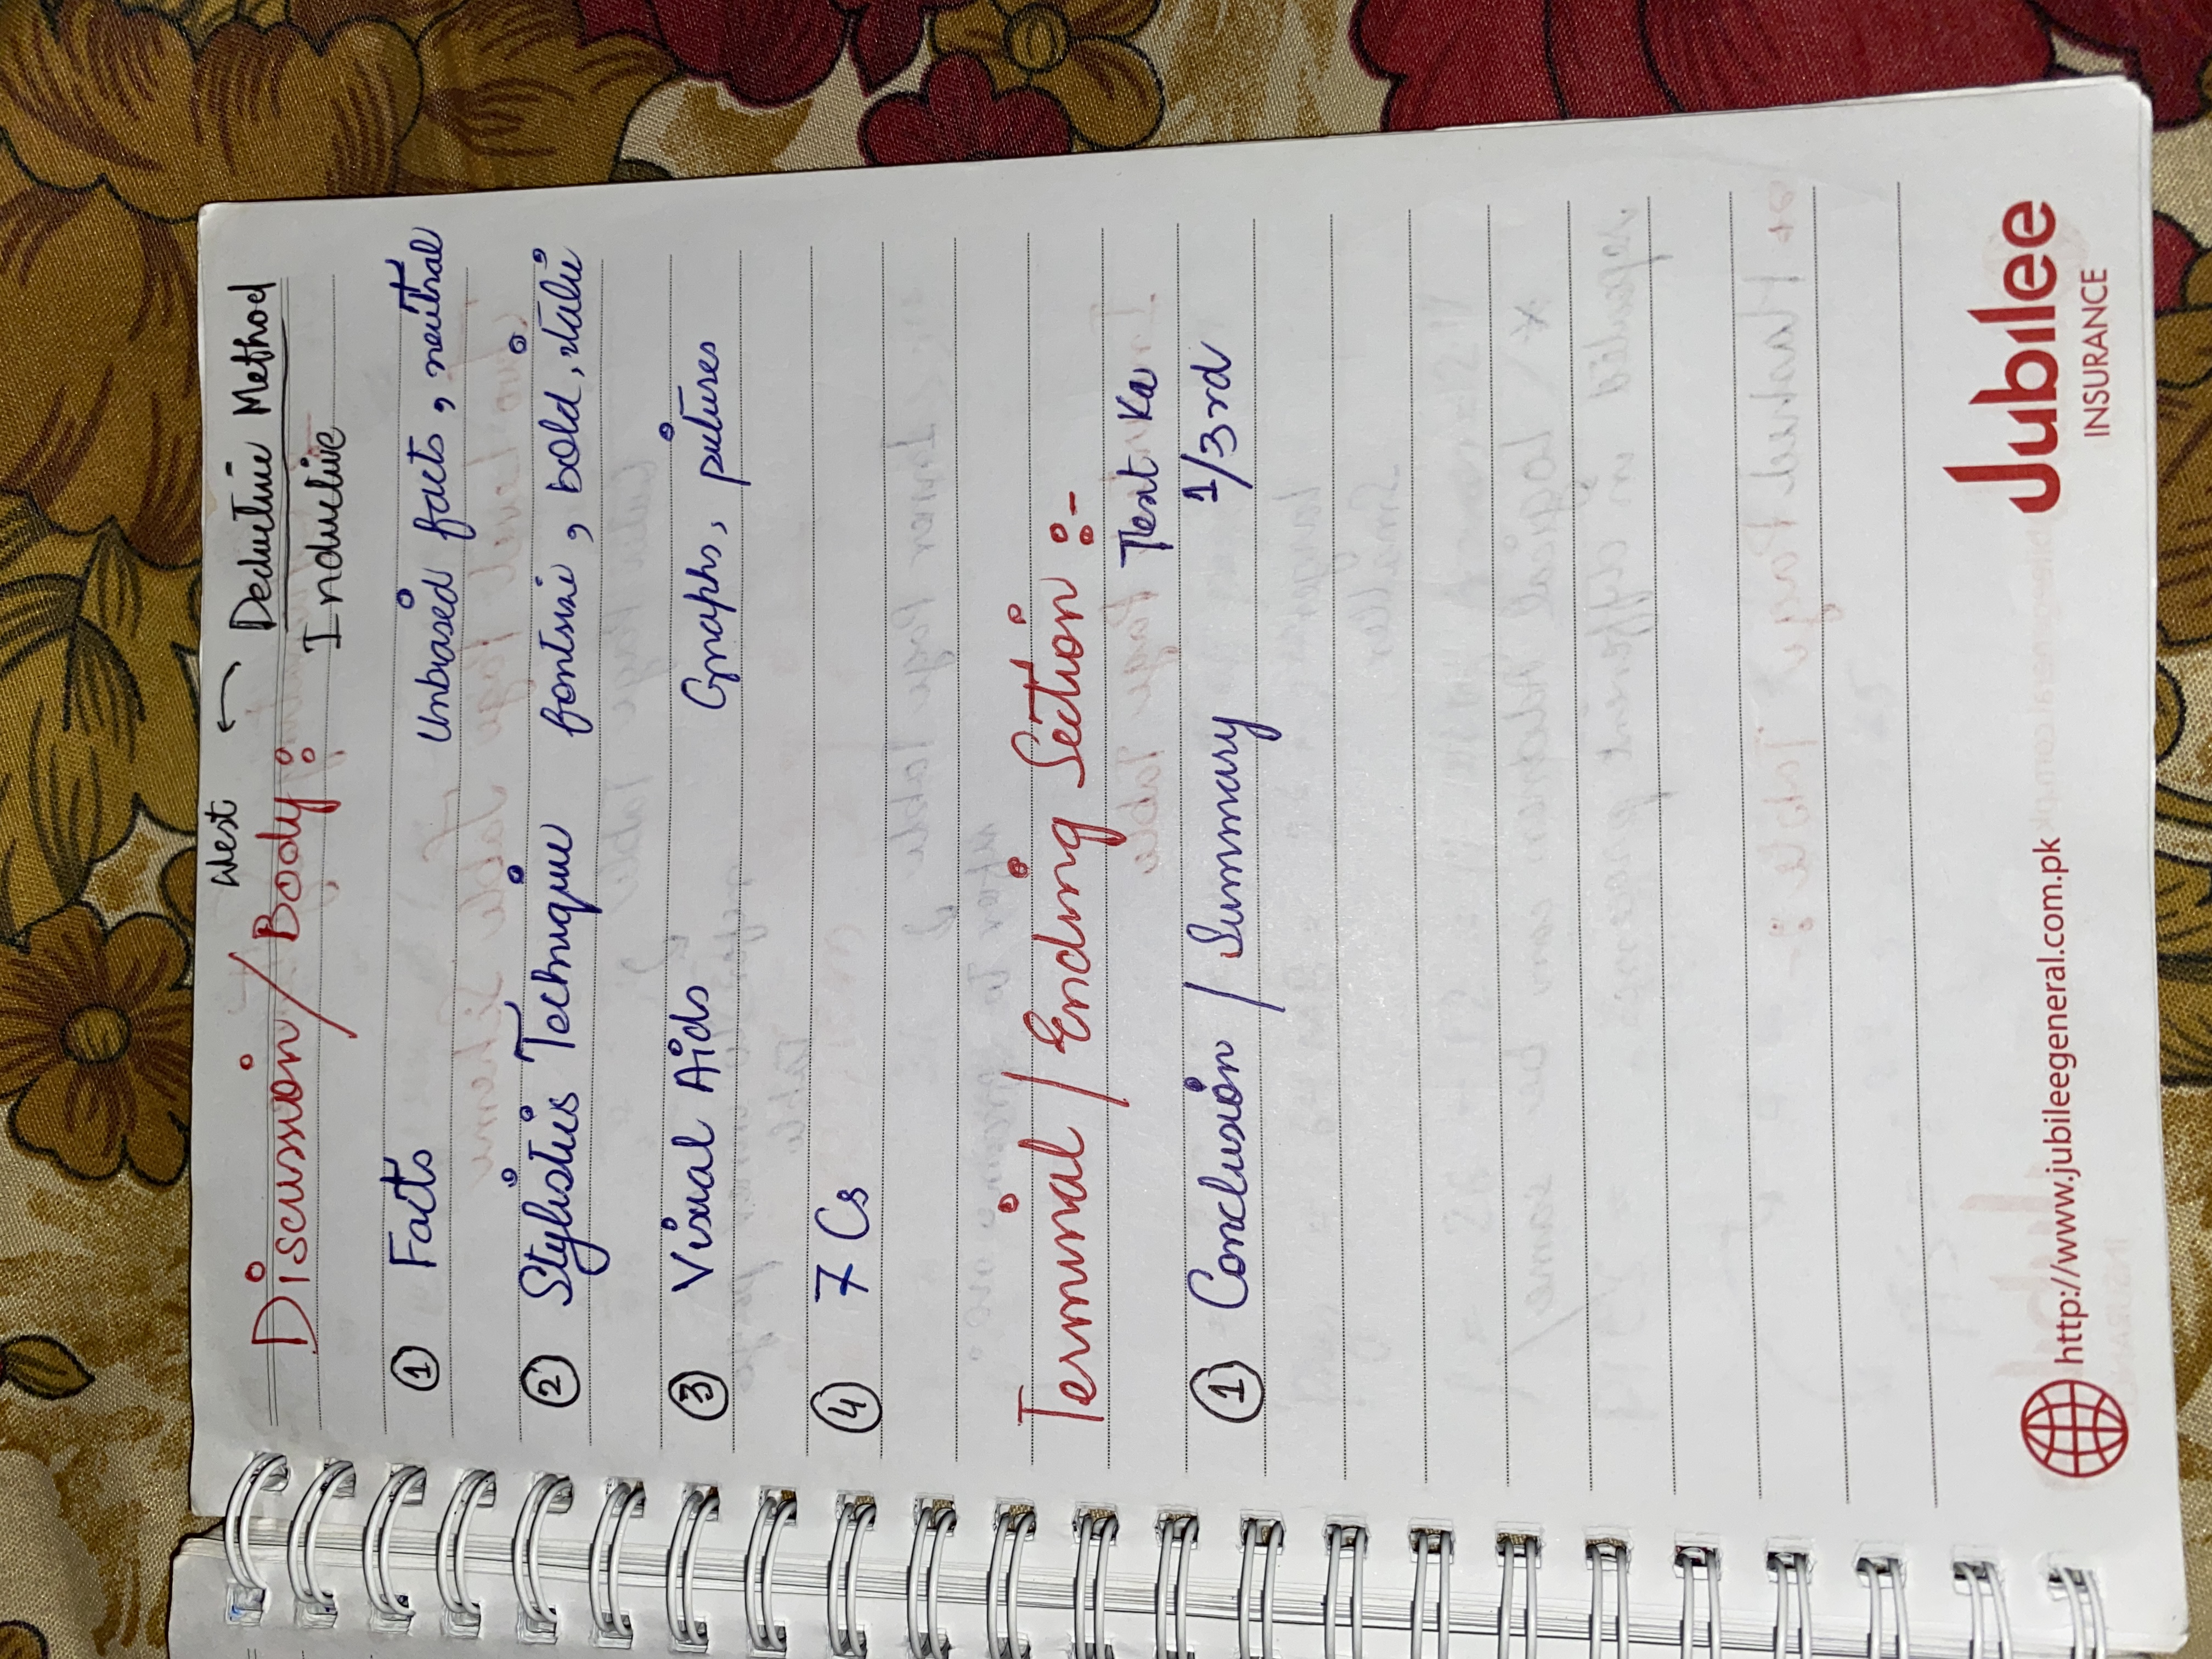 West ← Deductive Method
Discussion / Body :
Inductive
① Facts Unbiased facts, neutral
② Stylistics Technique fontsize, bold, italic
③ Visual Aids Graphs, pictures
④ 7 Cs
Terminal / Ending Section :-
Text Ka
① Conclusion / Summary 1/3rd
http://www.jubileegeneral.com.pk
Jubilee
INSURANCE